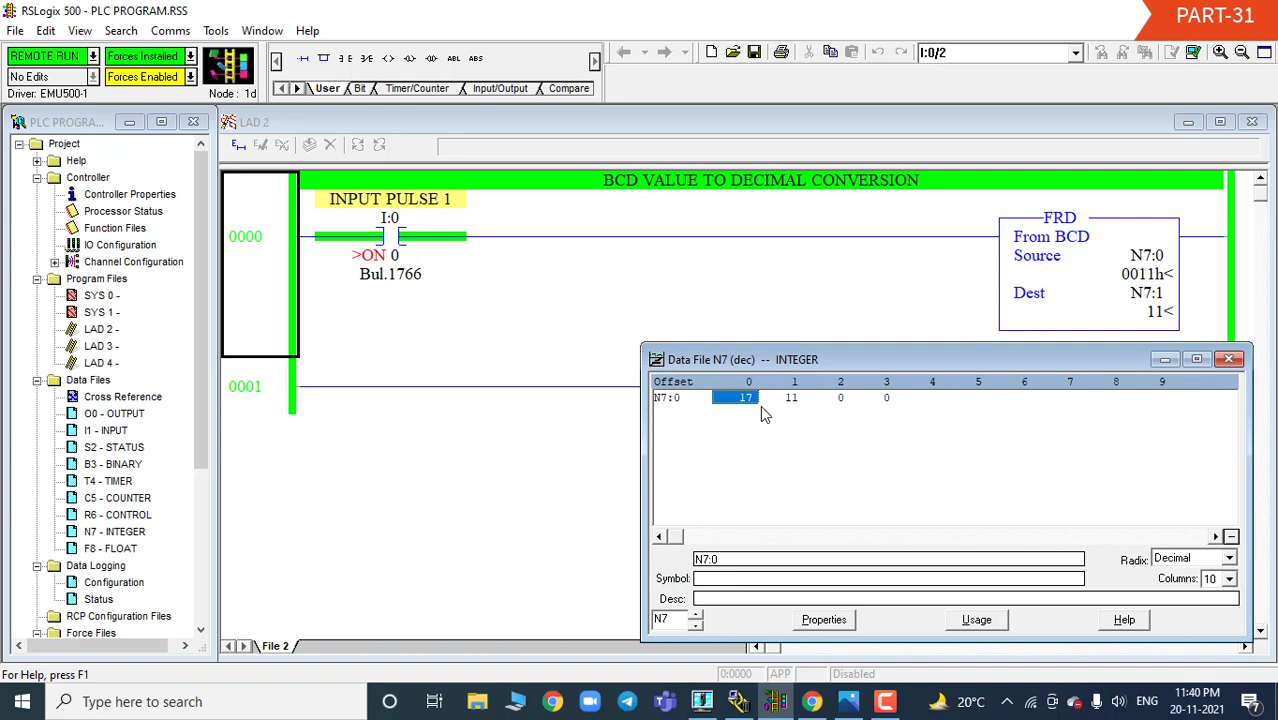 RSLogix 500 - PLC PROGRAM.RSS
PART-31
File Edit View Search Comms Tools Window Help
REMOTE RUN Forces Installed
No Edits Forces Enabled
Driver: EMU500-1 Node : 1d
I:0/2
ABL ABS
User Bit Timer/Counter Input/Output Compare
PLC PROGRA...
Project
Help
Controller
Controller Properties
Processor Status
Function Files
IO Configuration
Channel Configuration
Program Files
SYS 0 -
SYS 1 -
LAD 2 -
LAD 3 -
LAD 4 -
Data Files
Cross Reference
O0 - OUTPUT
I1 - INPUT
S2 - STATUS
B3 - BINARY
T4 - TIMER
C5 - COUNTER
R6 - CONTROL
N7 - INTEGER
F8 - FLOAT
Data Logging
Configuration
Status
RCP Configuration Files
Force Files
LAD 2
BCD VALUE TO DECIMAL CONVERSION
INPUT PULSE 1
I:0
0000
>ON 0
Bul.1766
FRD
From BCD
Source N7:0
0011h<
Dest N7:1
11<
0001
File 2
Data File N7 (dec) -- INTEGER
Offset 0 1 2 3 4 5 6 7 8 9
N7:0 17 11 0 0
N7:0
Radix: Decimal
Symbol:
Columns: 10
Desc:
N7 Properties Usage Help
For Help, press F1
0:0000 APP Disabled
Type here to search
20°C ENG 11:40 PM
20-11-2021
7